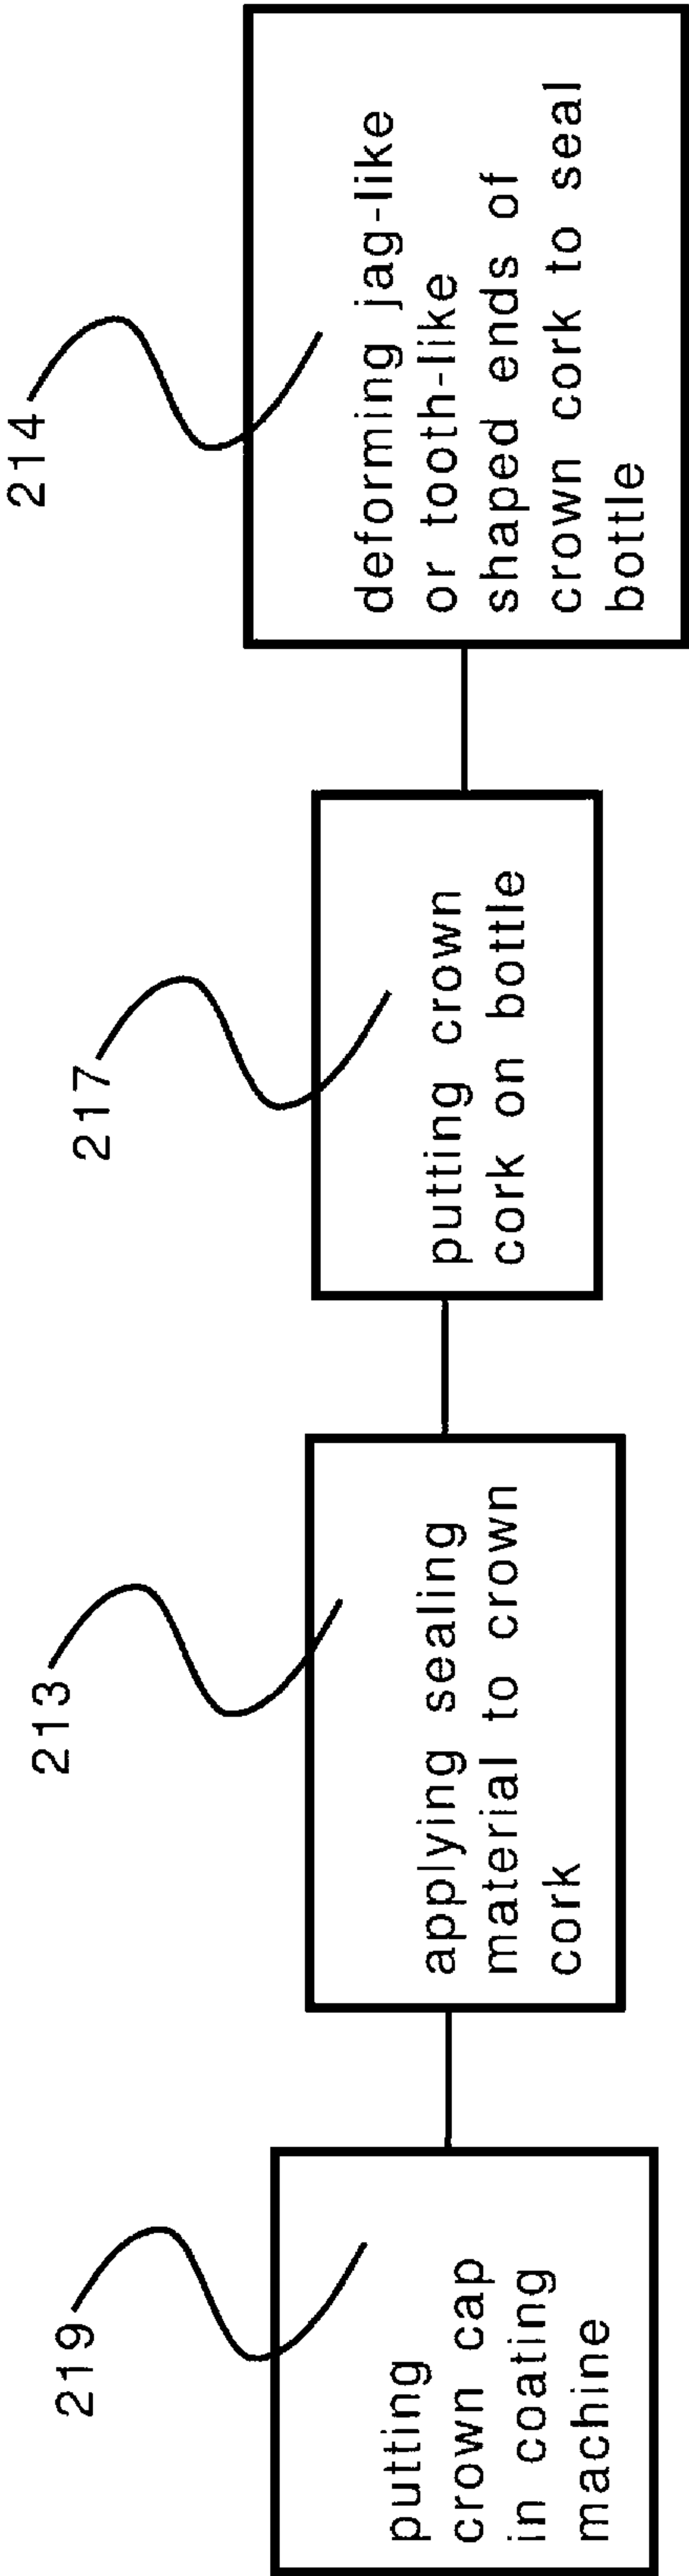 219
putting
crown cap
in coating
machine
213
applying sealing
material to crown
cork
217
putting crown
cork on bottle
214
deforming jag-like
or tooth-like
shaped ends of
crown cork to seal
bottle